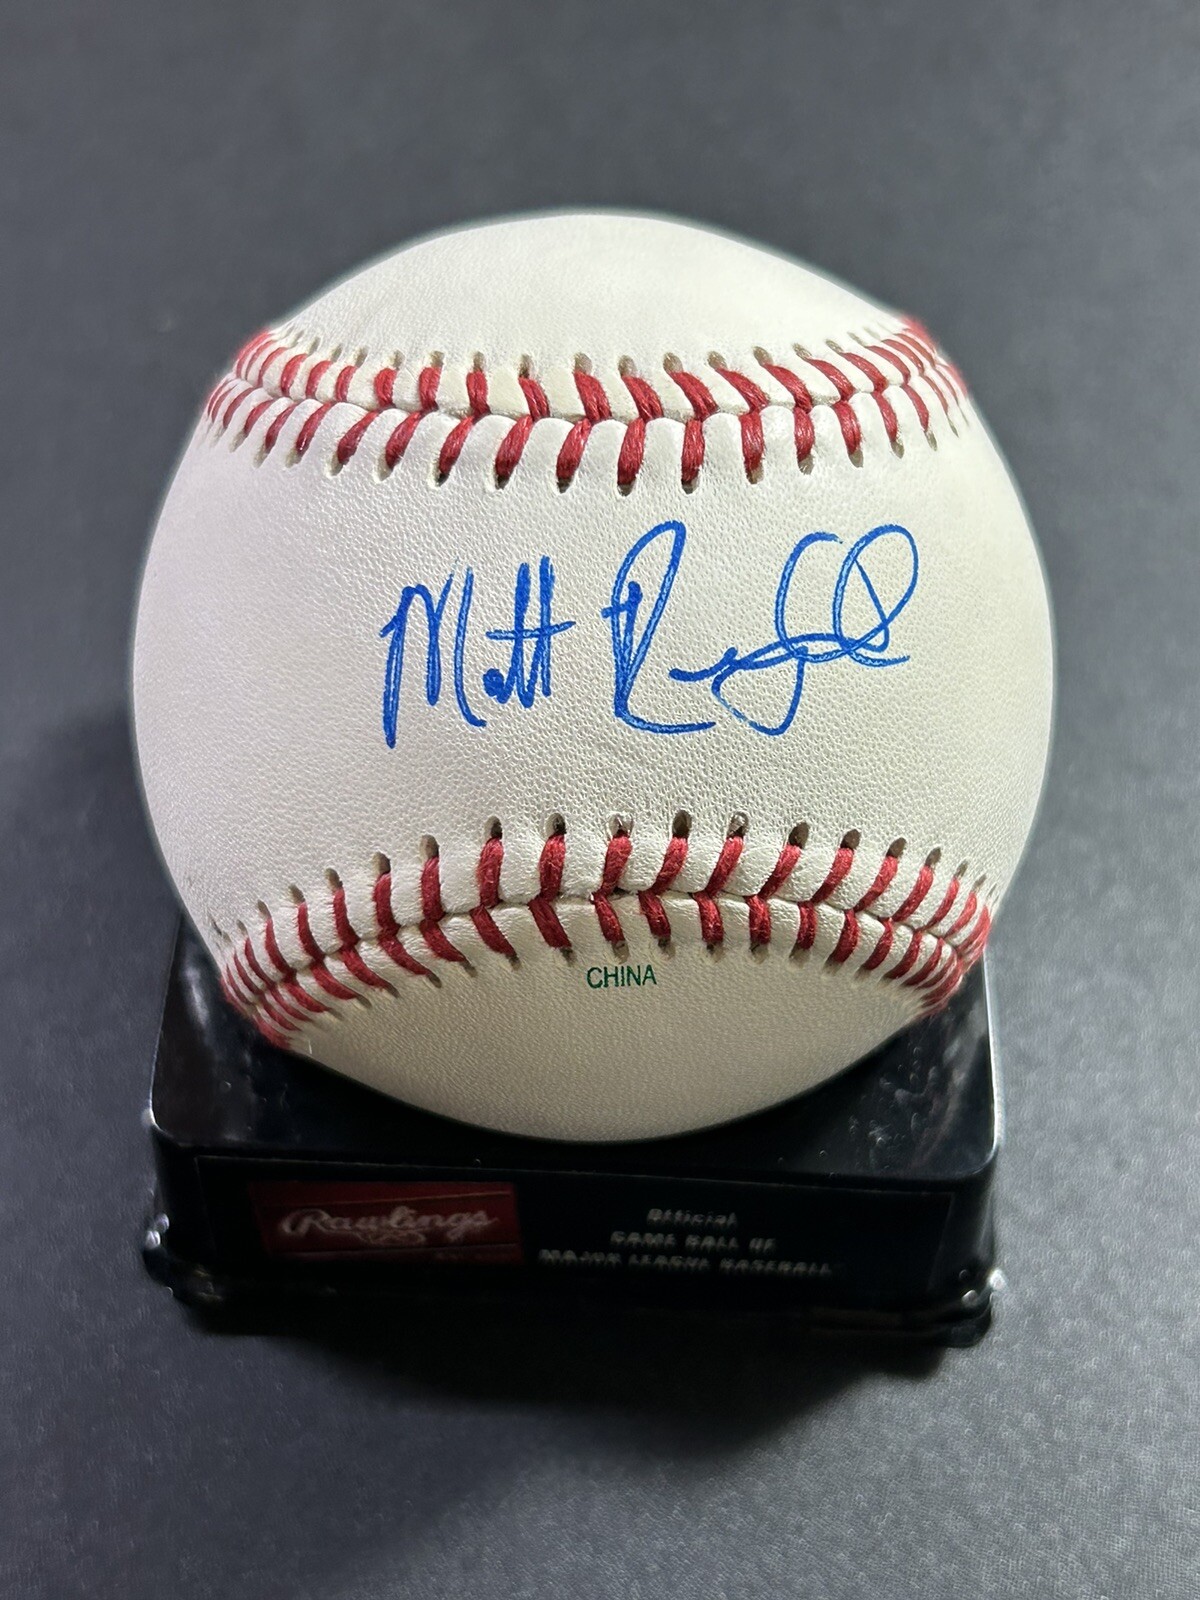 Matt
CHINA
Rawlings
Official
GAME BALL OF
MAJOR LEAGUE BASEBALL